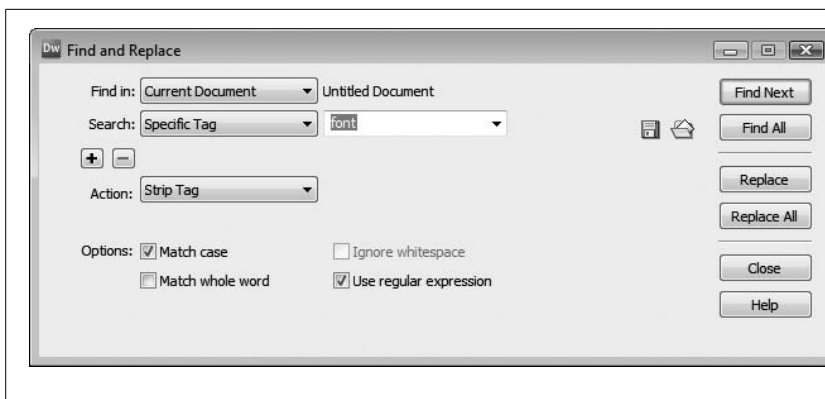 Dw Find and Replace
Find in: Current Document Untitled Document
Search: Specific Tag font
Action: Strip Tag
Options: Match case Ignore whitespace
Match whole word Use regular expression
Find Next
Find All
Replace
Replace All
Close
Help